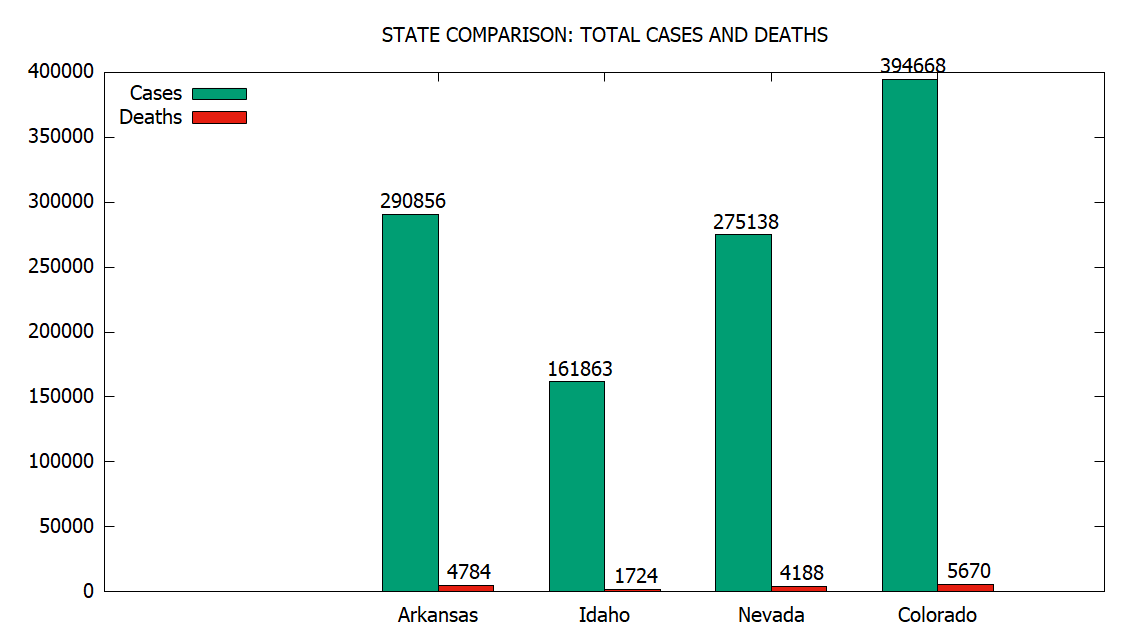 STATE COMPARISON: TOTAL CASES AND DEATHS
400000
350000
300000
250000
200000
150000
100000
50000
0
Cases
Deaths
290856
4784
161863
1724
275138
4188
394668
5670
Arkansas
Idaho
Nevada
Colorado